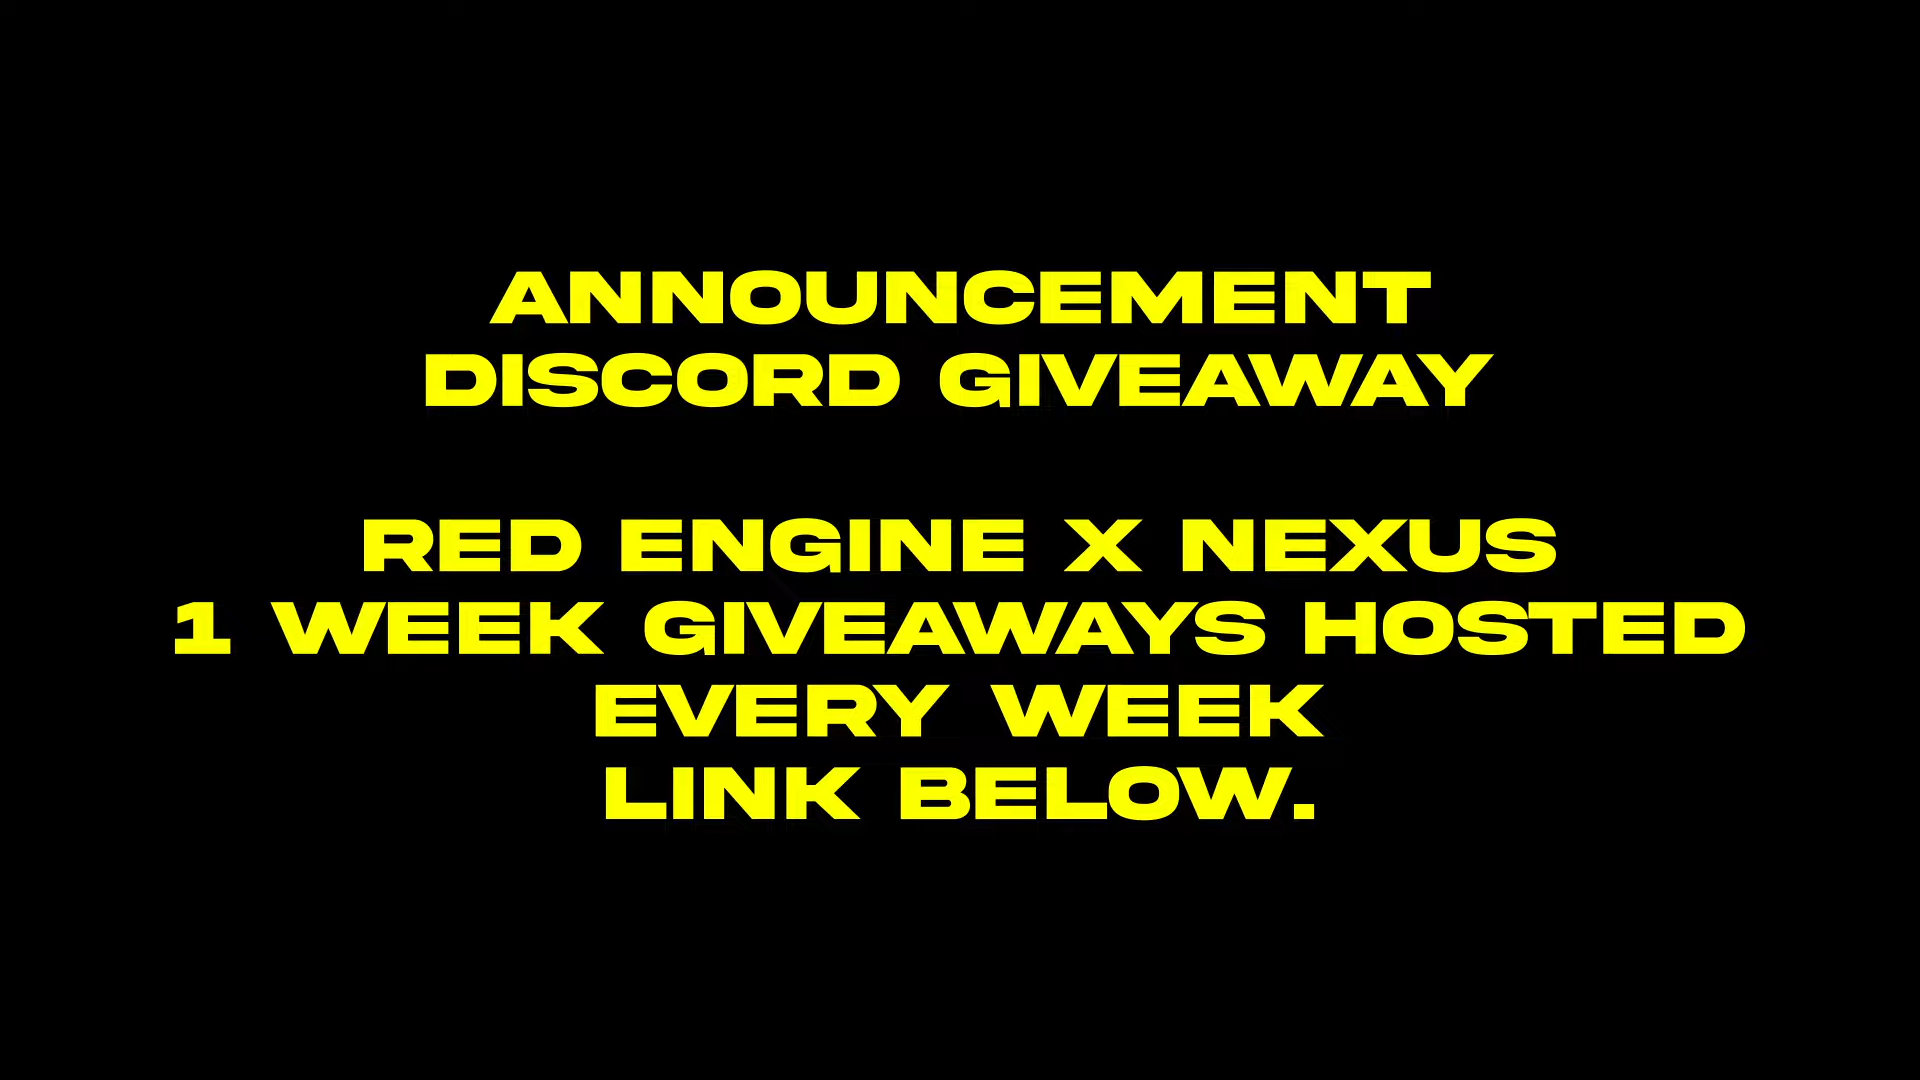 ANNOUNCEMENT
DISCORD GIVEAWAY
RED ENGINE X NEXUS
1 WEEK GIVEAWAYS HOSTED
EVERY WEEK
LINK BELOW.